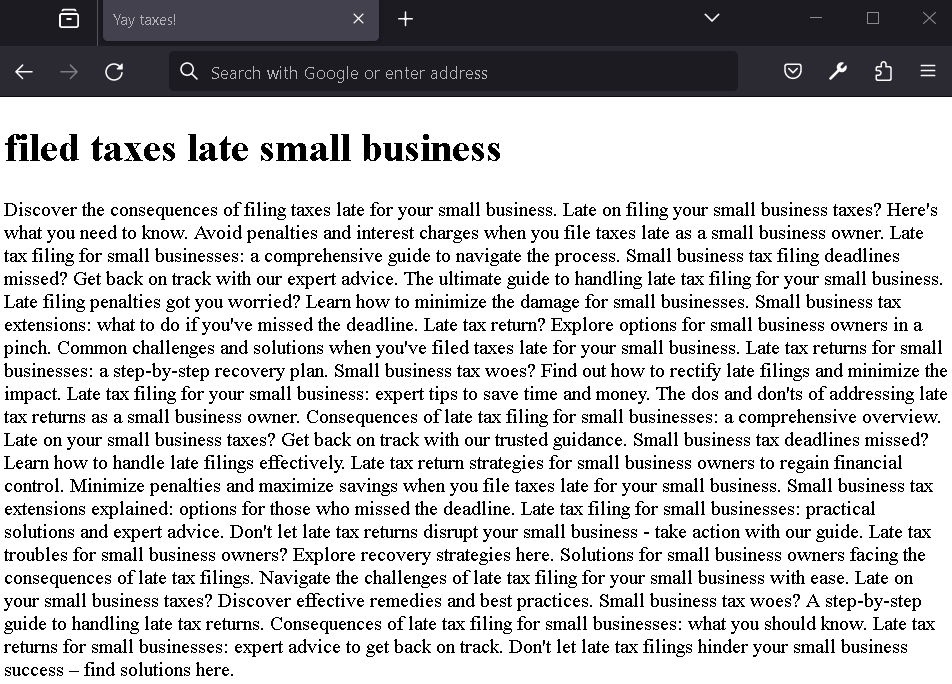 Yay taxes!
Search with Google or enter address
filed taxes late small business
Discover the consequences of filing taxes late for your small business. Late on filing your small business taxes? Here's
what you need to know. Avoid penalties and interest charges when you file taxes late as a small business owner. Late
tax filing for small businesses: a comprehensive guide to navigate the process. Small business tax filing deadlines
missed? Get back on track with our expert advice. The ultimate guide to handling late tax filing for your small business.
Late filing penalties got you worried? Learn how to minimize the damage for small businesses. Small business tax
extensions: what to do if you've missed the deadline. Late tax return? Explore options for small business owners in a
pinch. Common challenges and solutions when you've filed taxes late for your small business. Late tax returns for small
businesses: a step-by-step recovery plan. Small business tax woes? Find out how to rectify late filings and minimize the
impact. Late tax filing for your small business: expert tips to save time and money. The dos and don'ts of addressing late
tax returns as a small business owner. Consequences of late tax filing for small businesses: a comprehensive overview.
Late on your small business taxes? Get back on track with our trusted guidance. Small business tax deadlines missed?
Learn how to handle late filings effectively. Late tax return strategies for small business owners to regain financial
control. Minimize penalties and maximize savings when you file taxes late for your small business. Small business tax
extensions explained: options for those who missed the deadline. Late tax filing for small businesses: practical
solutions and expert advice. Don't let late tax returns disrupt your small business - take action with our guide. Late tax
troubles for small business owners? Explore recovery strategies here. Solutions for small business owners facing the
consequences of late tax filings. Navigate the challenges of late tax filing for your small business with ease. Late on
your small business taxes? Discover effective remedies and best practices. Small business tax woes? A step-by-step
guide to handling late tax returns. Consequences of late tax filing for small businesses: what you should know. Late tax
returns for small businesses: expert advice to get back on track. Don't let late tax filings hinder your small business
success – find solutions here.